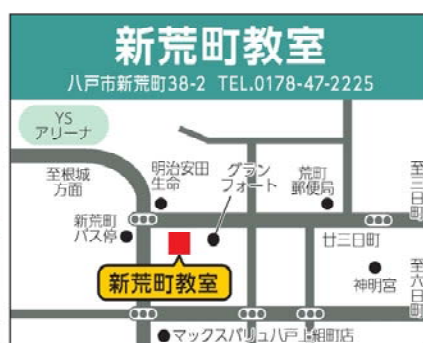 新荒町教室
八戸市新荒町38-2 TEL.0178-47-2225
YS
アリーナ
至根城
方面
明治安田
生命
グラン
フォート
荒町
郵便局
至三日町
新荒町
バス停
廿三日町
至六日町
新荒町教室
神明宮
マックスバリュ八戸上組町店